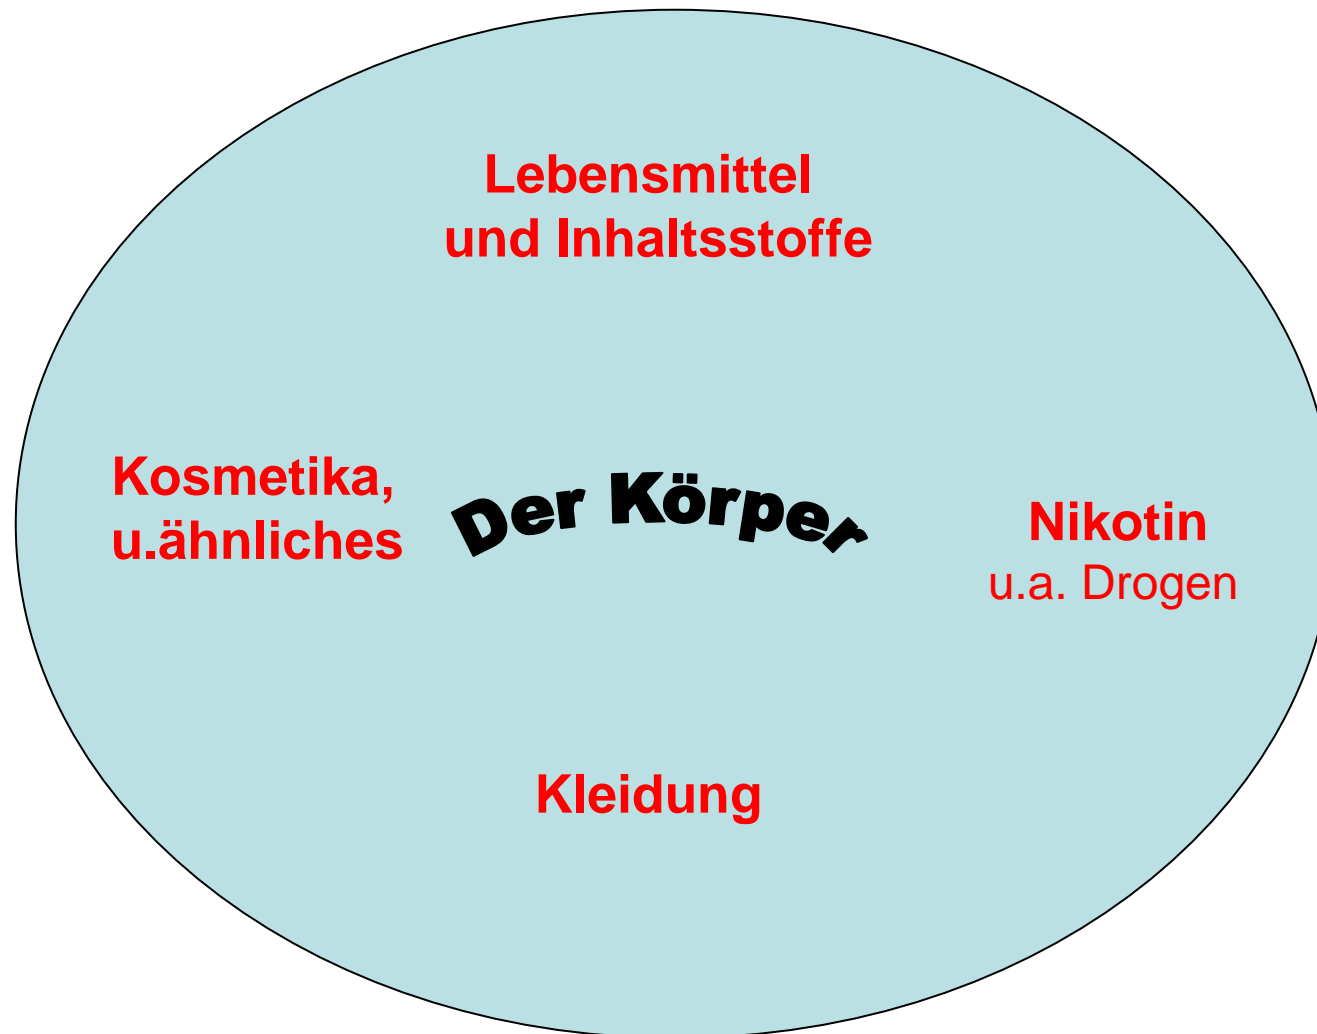 Lebensmittel
und Inhaltsstoffe
Kosmetika,
u.ähnliches
Der Körper
Nikotin
u.a. Drogen
Kleidung